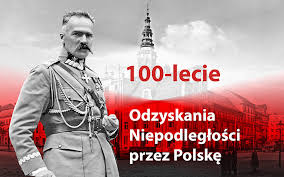 100-lecie
Odzyskania
Niepodległości
przez Polskę